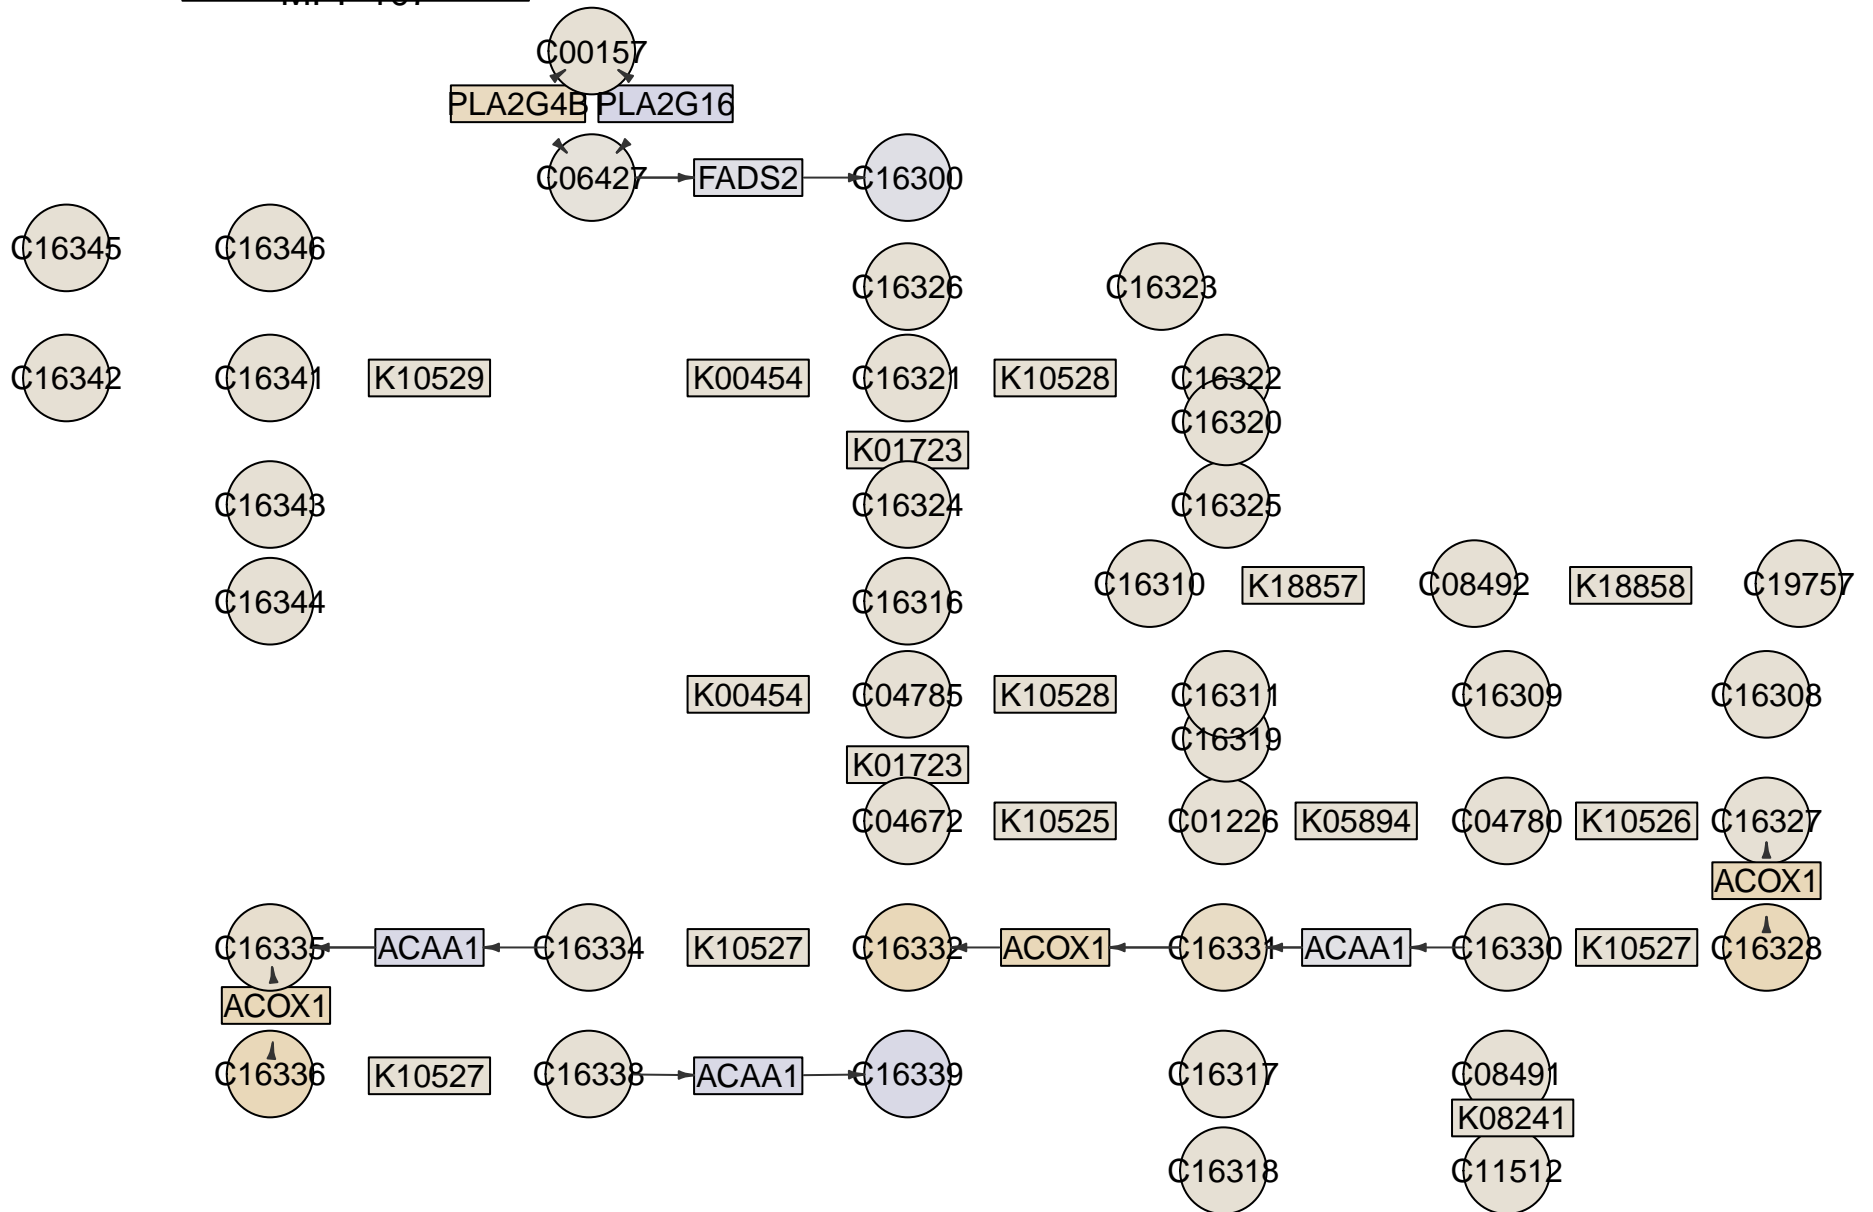 C00157
PLA2G4B PLA2G16
C06427 FADS2 C16300
C16345 C16346
C16326 C16323
C16342 C16341 K10529 K00454 C16321 K10528 C16322
C16320
K01723
C16343 C16324 C16325
C16310 K18857 C08492 K18858 C19757
C16344 C16316
K00454 C04785 K10528 C16311 C16309 C16308
C16319
K01723
C04672 K10525 C01226 K05894 C04780 K10526 C16327
ACOX1
C16335 ACAA1 C16334 K10527 C16332 ACOX1 C16331 ACAA1 C16330 K10527 C16328
ACOX1
C16336 K10527 C16338 ACAA1 C16339 C16317 C08491
K08241
C16318 C11512